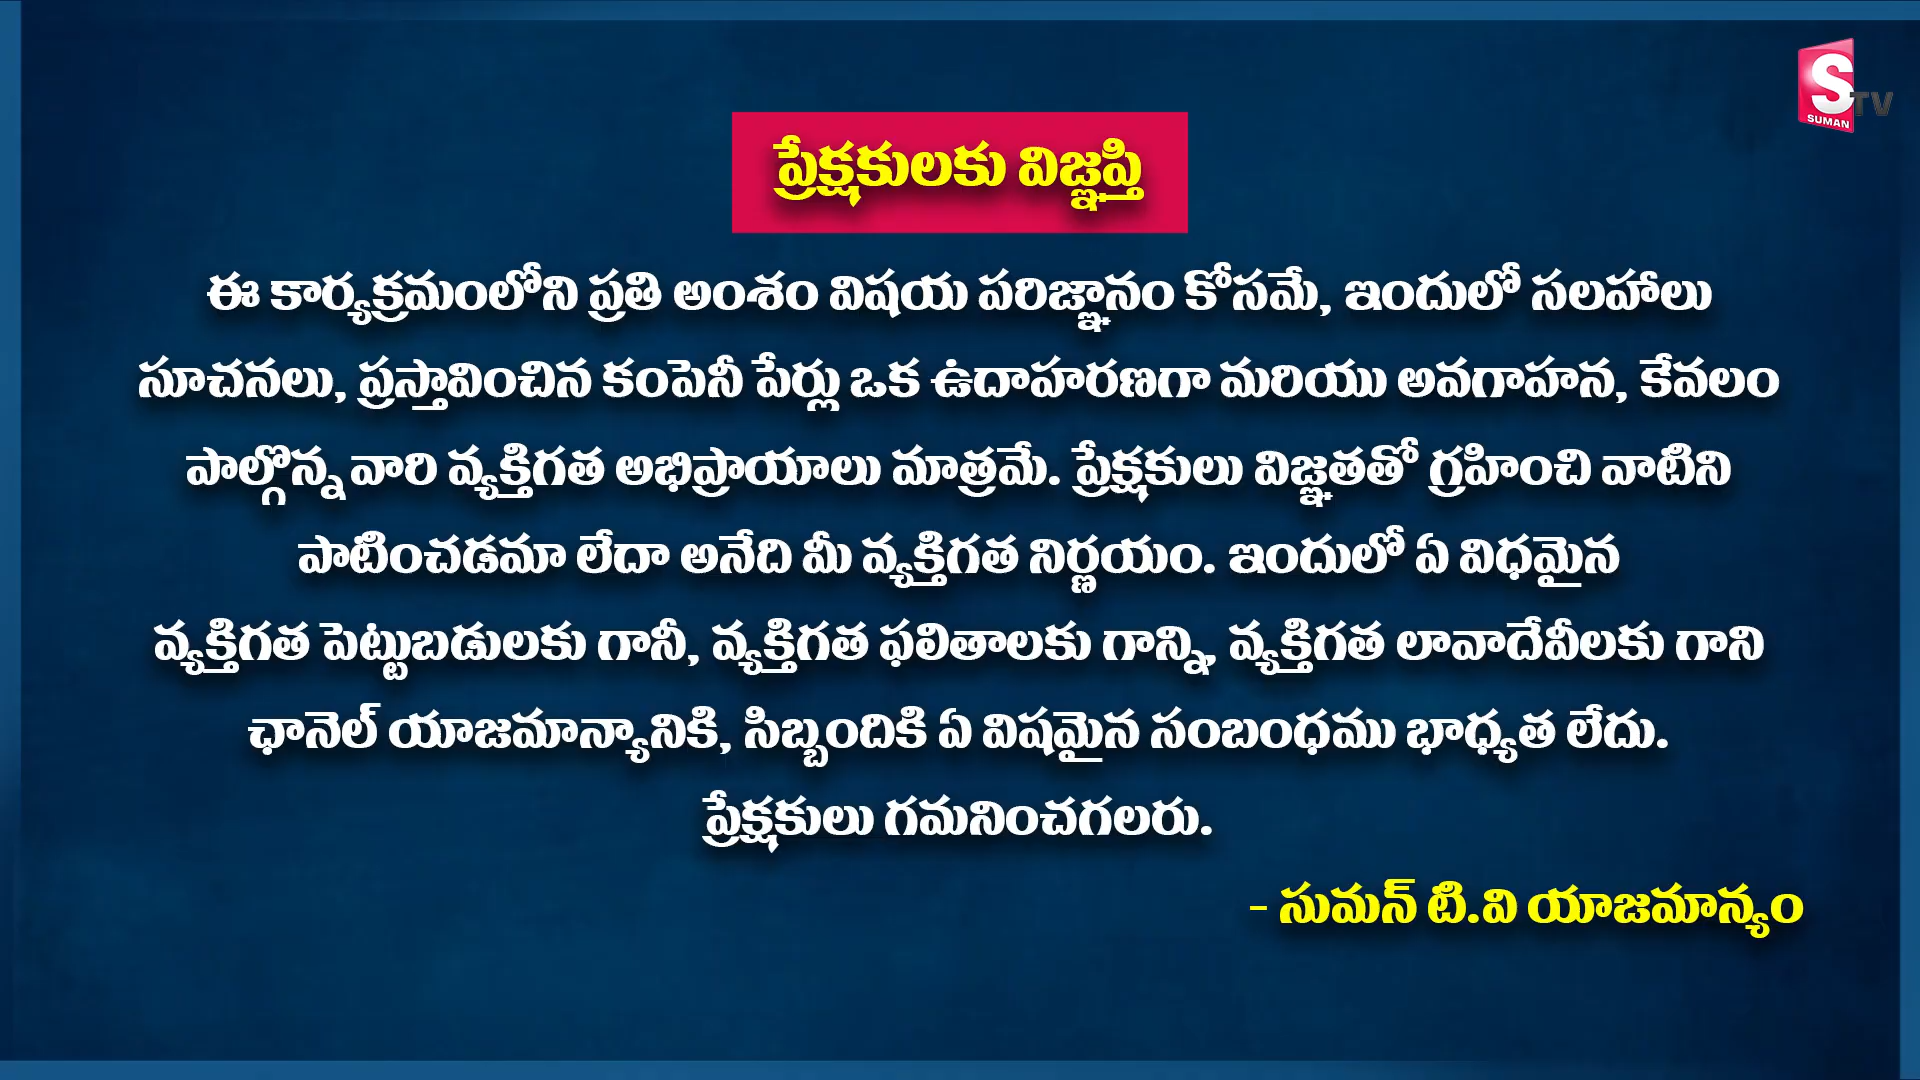 S
SUMAN
TV
ప్రేక్షకులకు విజ్ఞప్తి
ఈ కార్యక్రమంలోని ప్రతి అంశం విషయ పరిజ్ఞానం కోసమే, ఇందులో సలహాలు
సూచనలు, ప్రస్తావించిన కంపెనీ పేర్లు ఒక ఉదాహరణగా మరియు అవగాహన, కేవలం
పాల్గొన్న వారి వ్యక్తిగత అభిప్రాయాలు మాత్రమే. ప్రేక్షకులు విజ్ఞతతో గ్రహించి వాటిని
పాటించడమా లేదా అనేది మీ వ్యక్తిగత నిర్ణయం. ఇందులో ఏ విధమైన
వ్యక్తిగత పెట్టుబడులకు గానీ, వ్యక్తిగత ఫలితాలకు గాన్ని, వ్యక్తిగత లావాదేవీలకు గాని
ఛానెల్ యాజమాన్యానికి, సిబ్బందికి ఏ విషమైన సంబంధము భాధ్యత లేదు.
ప్రేక్షకులు గమనించగలరు.
- సుమన్ టి.వి యాజమాన్యం